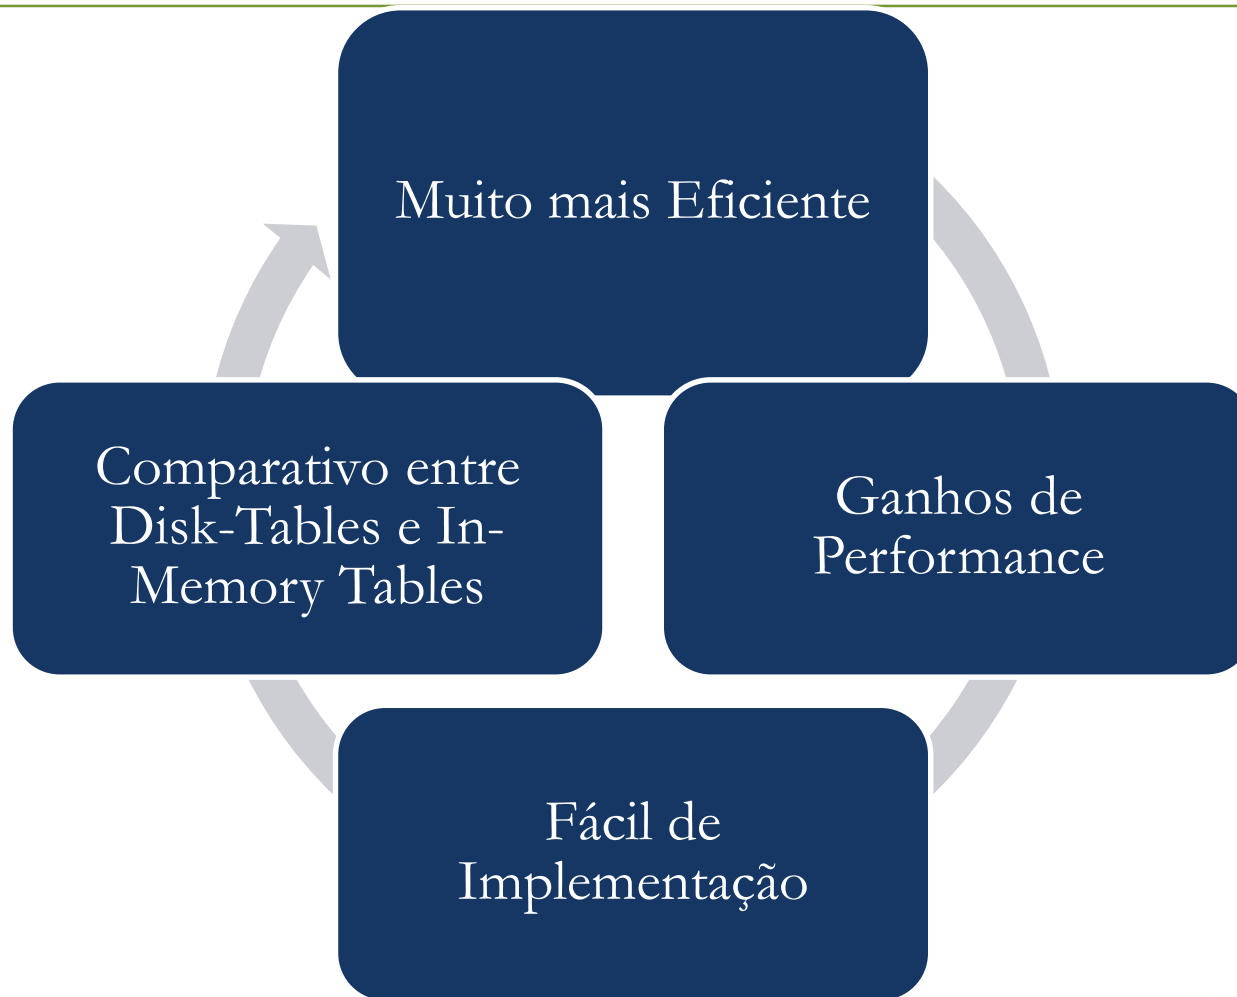 Muito mais Eficiente
Comparativo entre
Disk-Tables e In-
Memory Tables
Ganhos de
Performance
Fácil de
Implementação